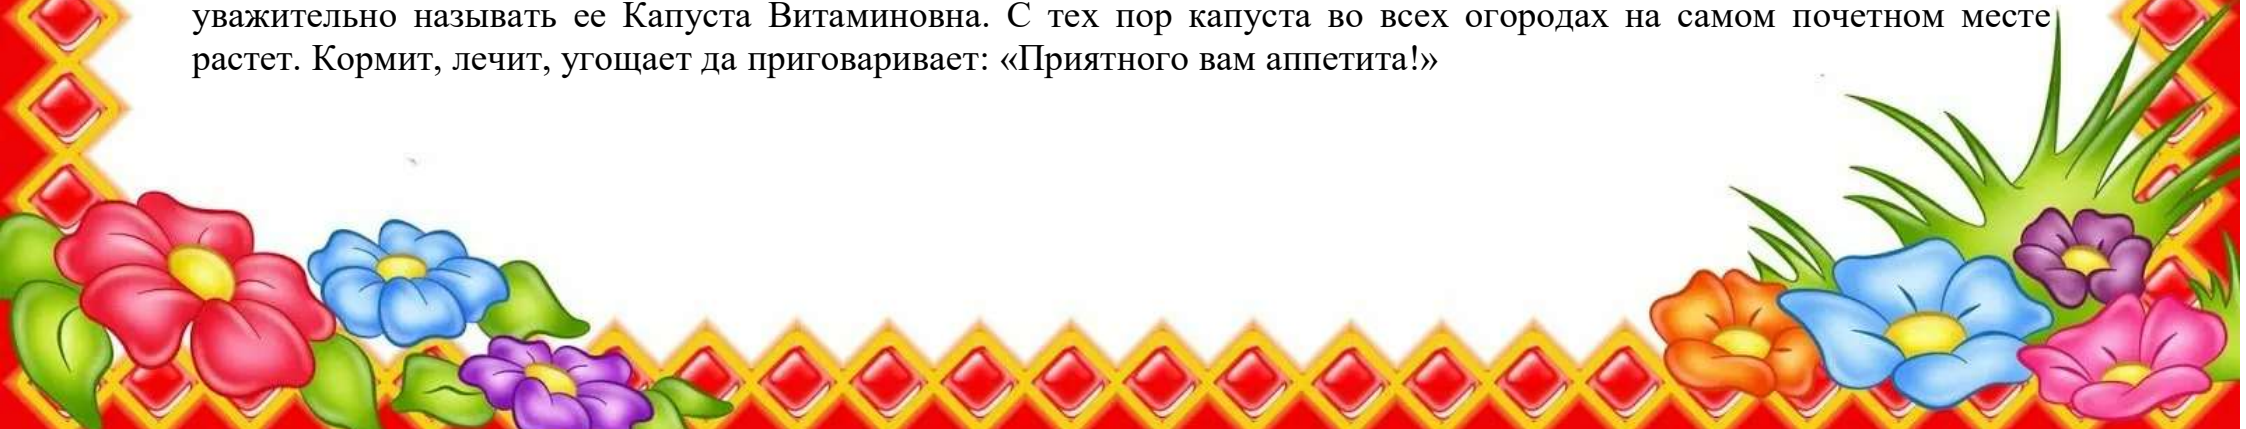 уважительно называть ее Капуста Витаминовна. С тех пор капуста во всех огородах на самом почетном месте
растет. Кормит, лечит, угощает да приговаривает: «Приятного вам аппетита!»